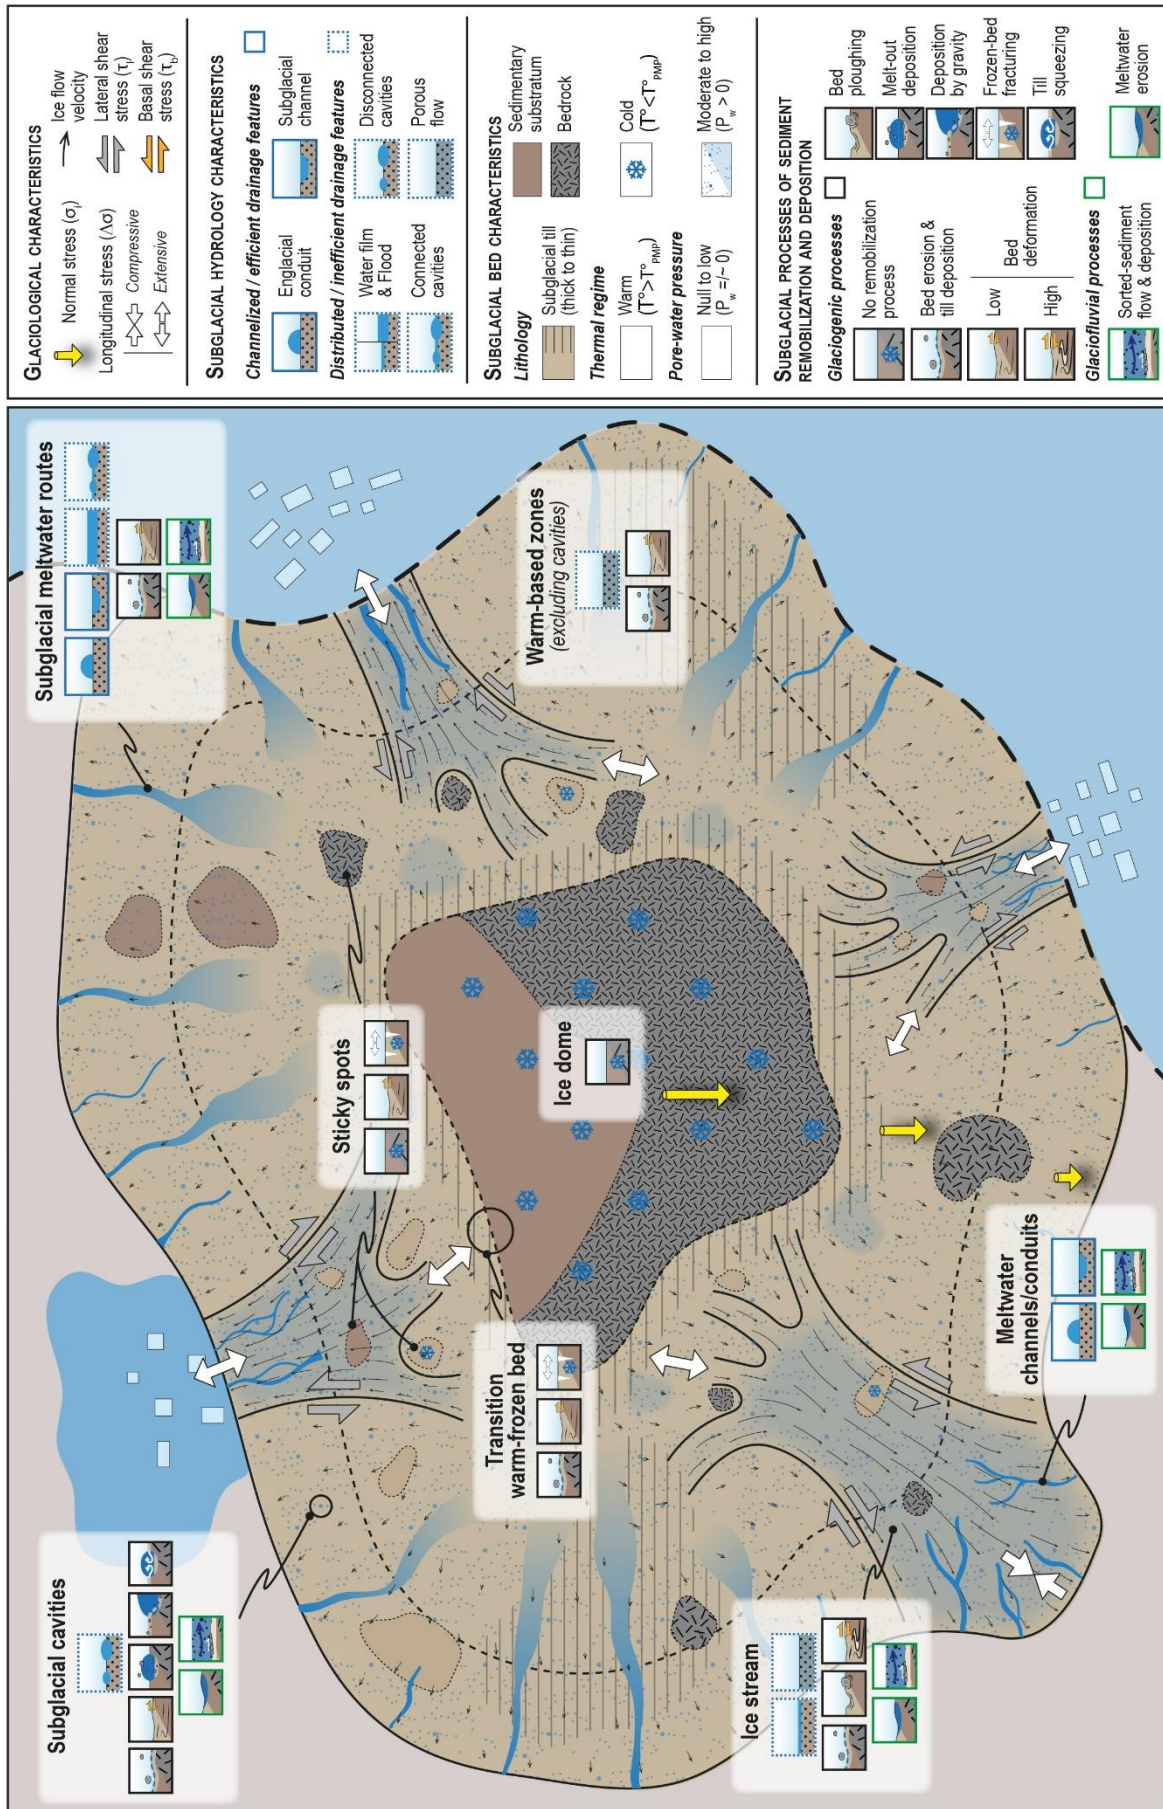 Subglacial cavities
Subglacial meltwater routes
Sticky spots
Transition
warm-frozen bed
Ice dome
Warm-based zones
(excluding cavities)
Ice stream
Meltwater
channels/conduits
GLACIOLOGICAL CHARACTERISTICS
Normal stress (σi)
Longitudinal stress (Δσ)
Compressive
Extensive
Ice flow
velocity
Lateral shear
stress (τl)
Basal shear
stress (τb)
SUBGLACIAL HYDROLOGY CHARACTERISTICS
Channelized / efficient drainage features
Englacial
conduit
Subglacial
channel
Distributed / inefficient drainage features
Water film
& Flood
Disconnected
cavities
Connected
cavities
Porous
flow
SUBGLACIAL BED CHARACTERISTICS
Lithology
Subglacial till
(thick to thin)
Sedimentary
substratum
Bedrock
Thermal regime
Warm
(T°>T°PMP)
Cold
(T°<T°PMP)
Pore-water pressure
Null to low
(Pw =/~ 0)
Moderate to high
(Pw > 0)
SUBGLACIAL PROCESSES OF SEDIMENT
REMOBILIZATION AND DEPOSITION
Glaciogenic processes
No remobilization
process
Bed erosion &
till deposition
Low
High
Bed
deformation
Bed
ploughing
Melt-out
deposition
Deposition
by gravity
Frozen-bed
fracturing
Till
squeezing
Glaciofluvial processes
Sorted-sediment
flow & deposition
Meltwater
erosion